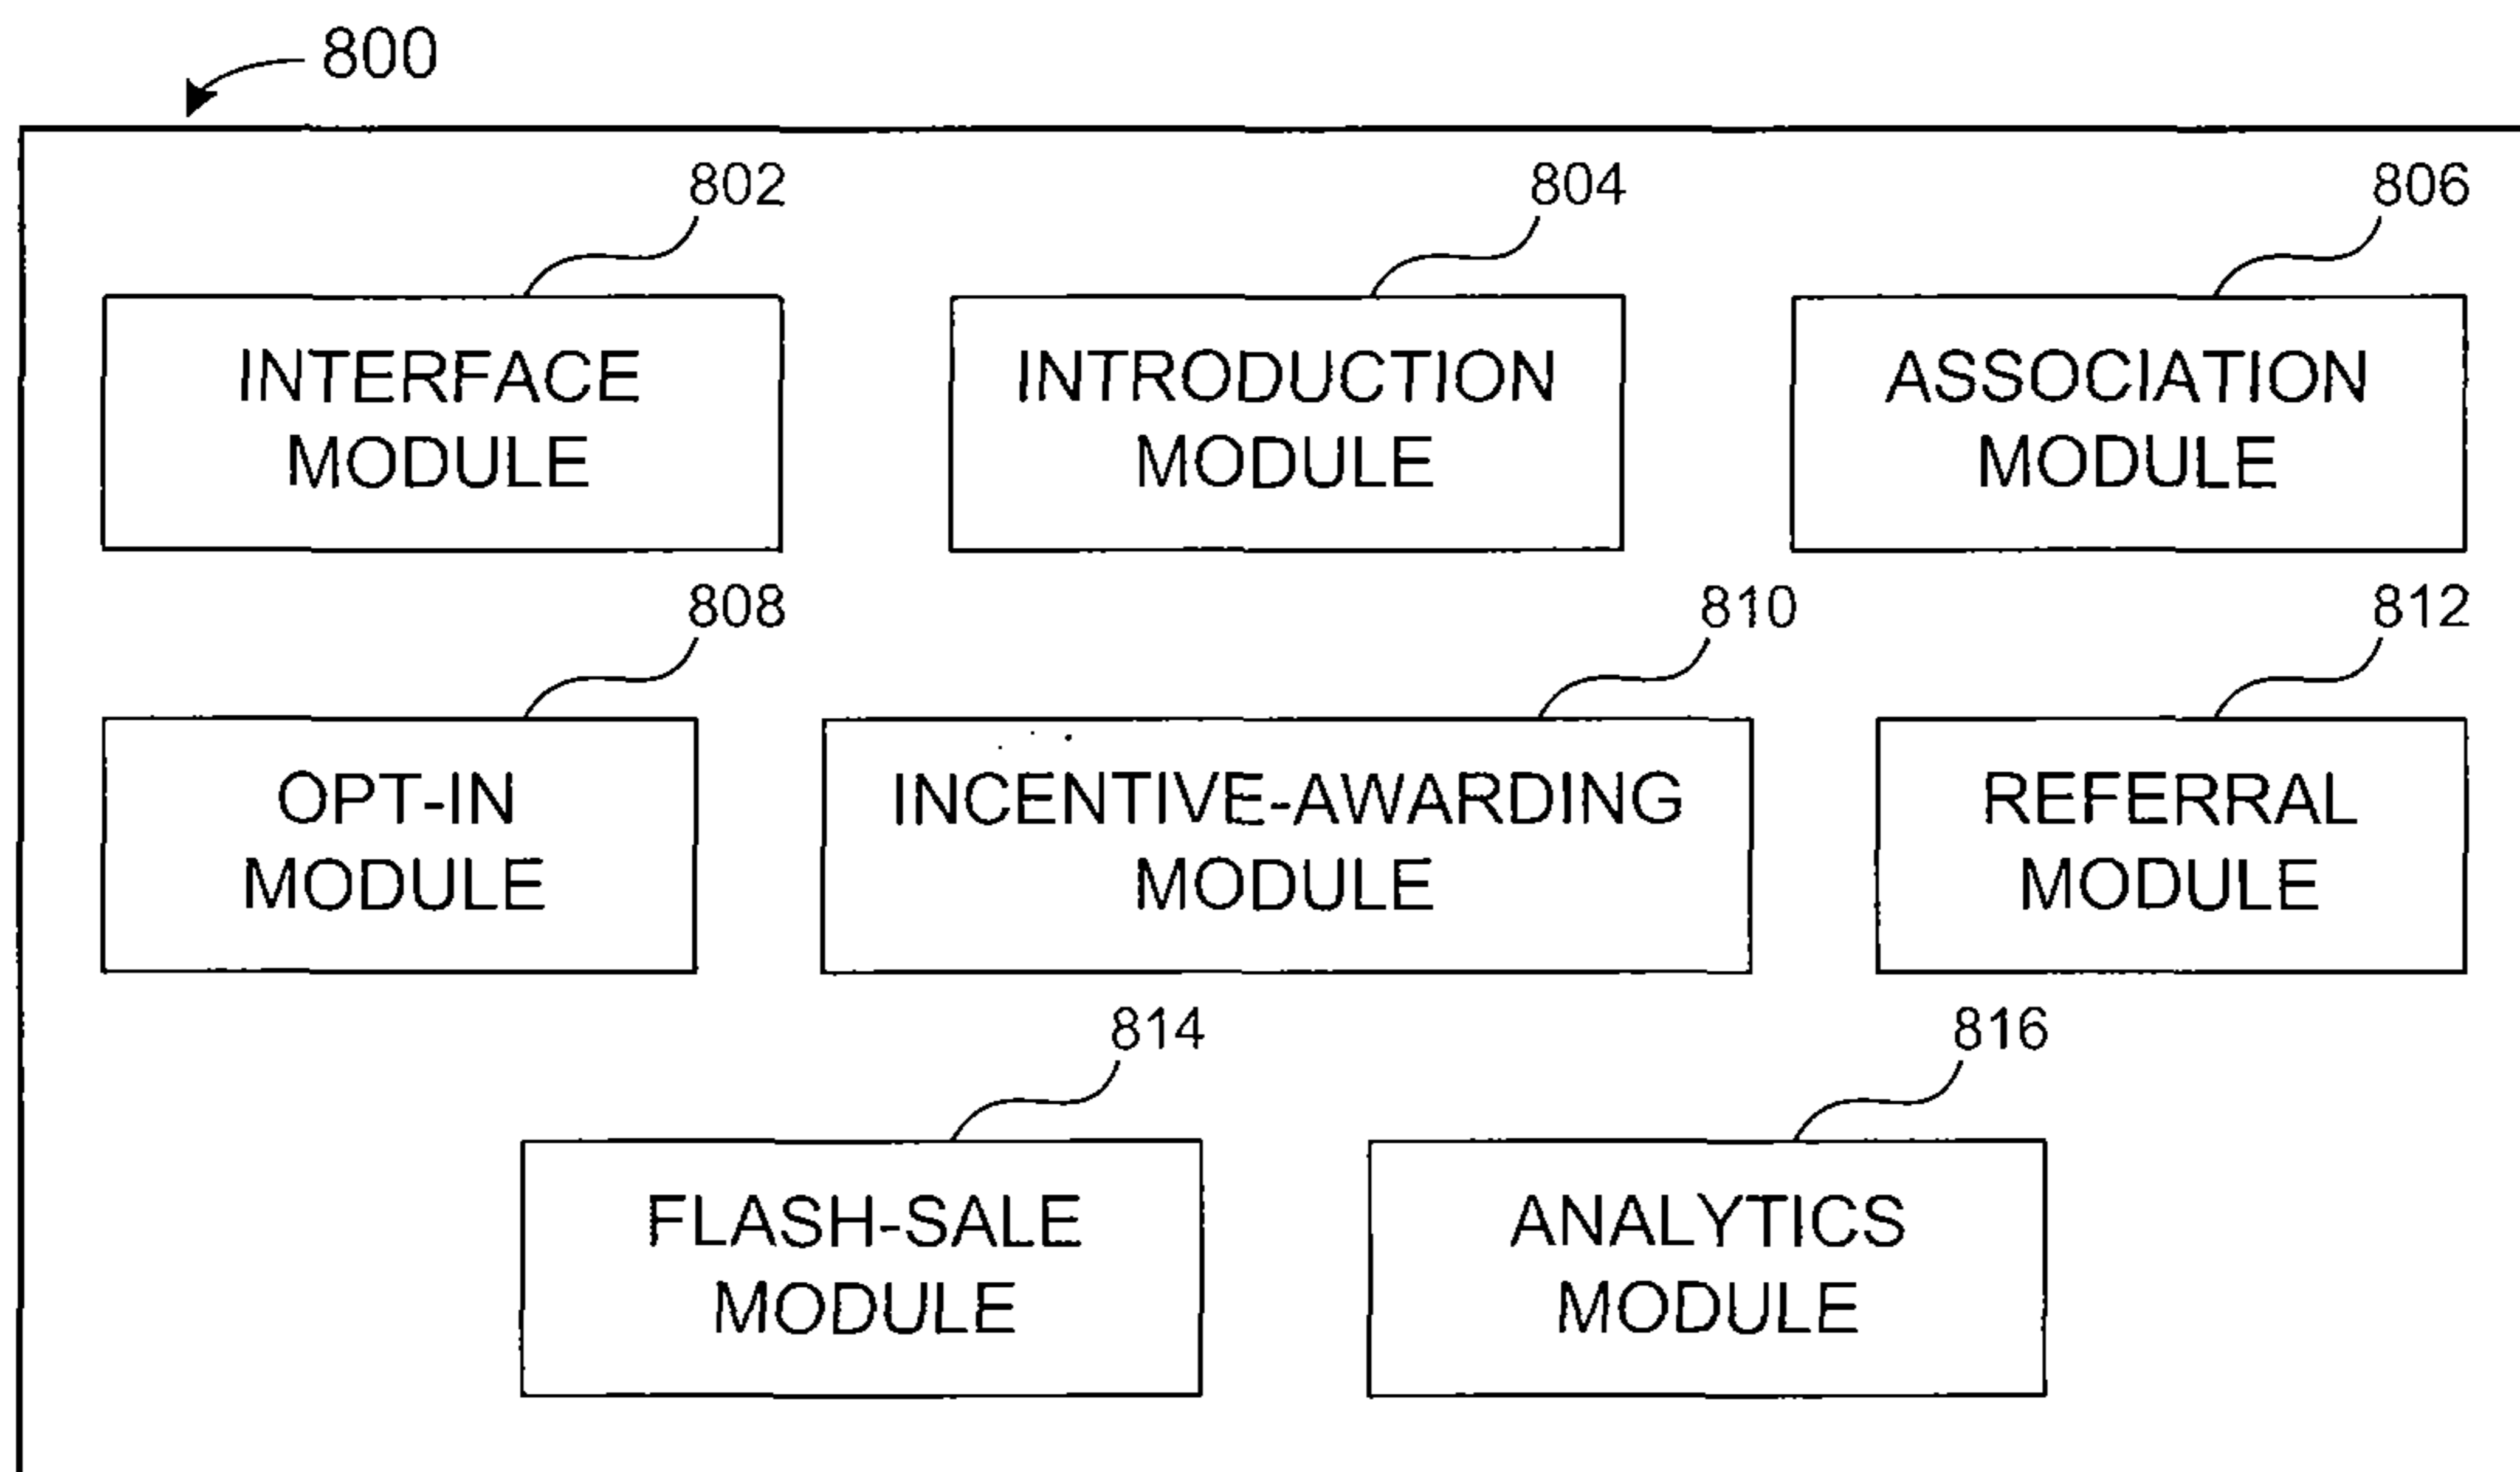 800
802
804
806
INTERFACE
MODULE
INTRODUCTION
MODULE
ASSOCIATION
MODULE
808
810
812
OPT-IN
MODULE
INCENTIVE-AWARDING
MODULE
REFERRAL
MODULE
814
816
FLASH-SALE
MODULE
ANALYTICS
MODULE